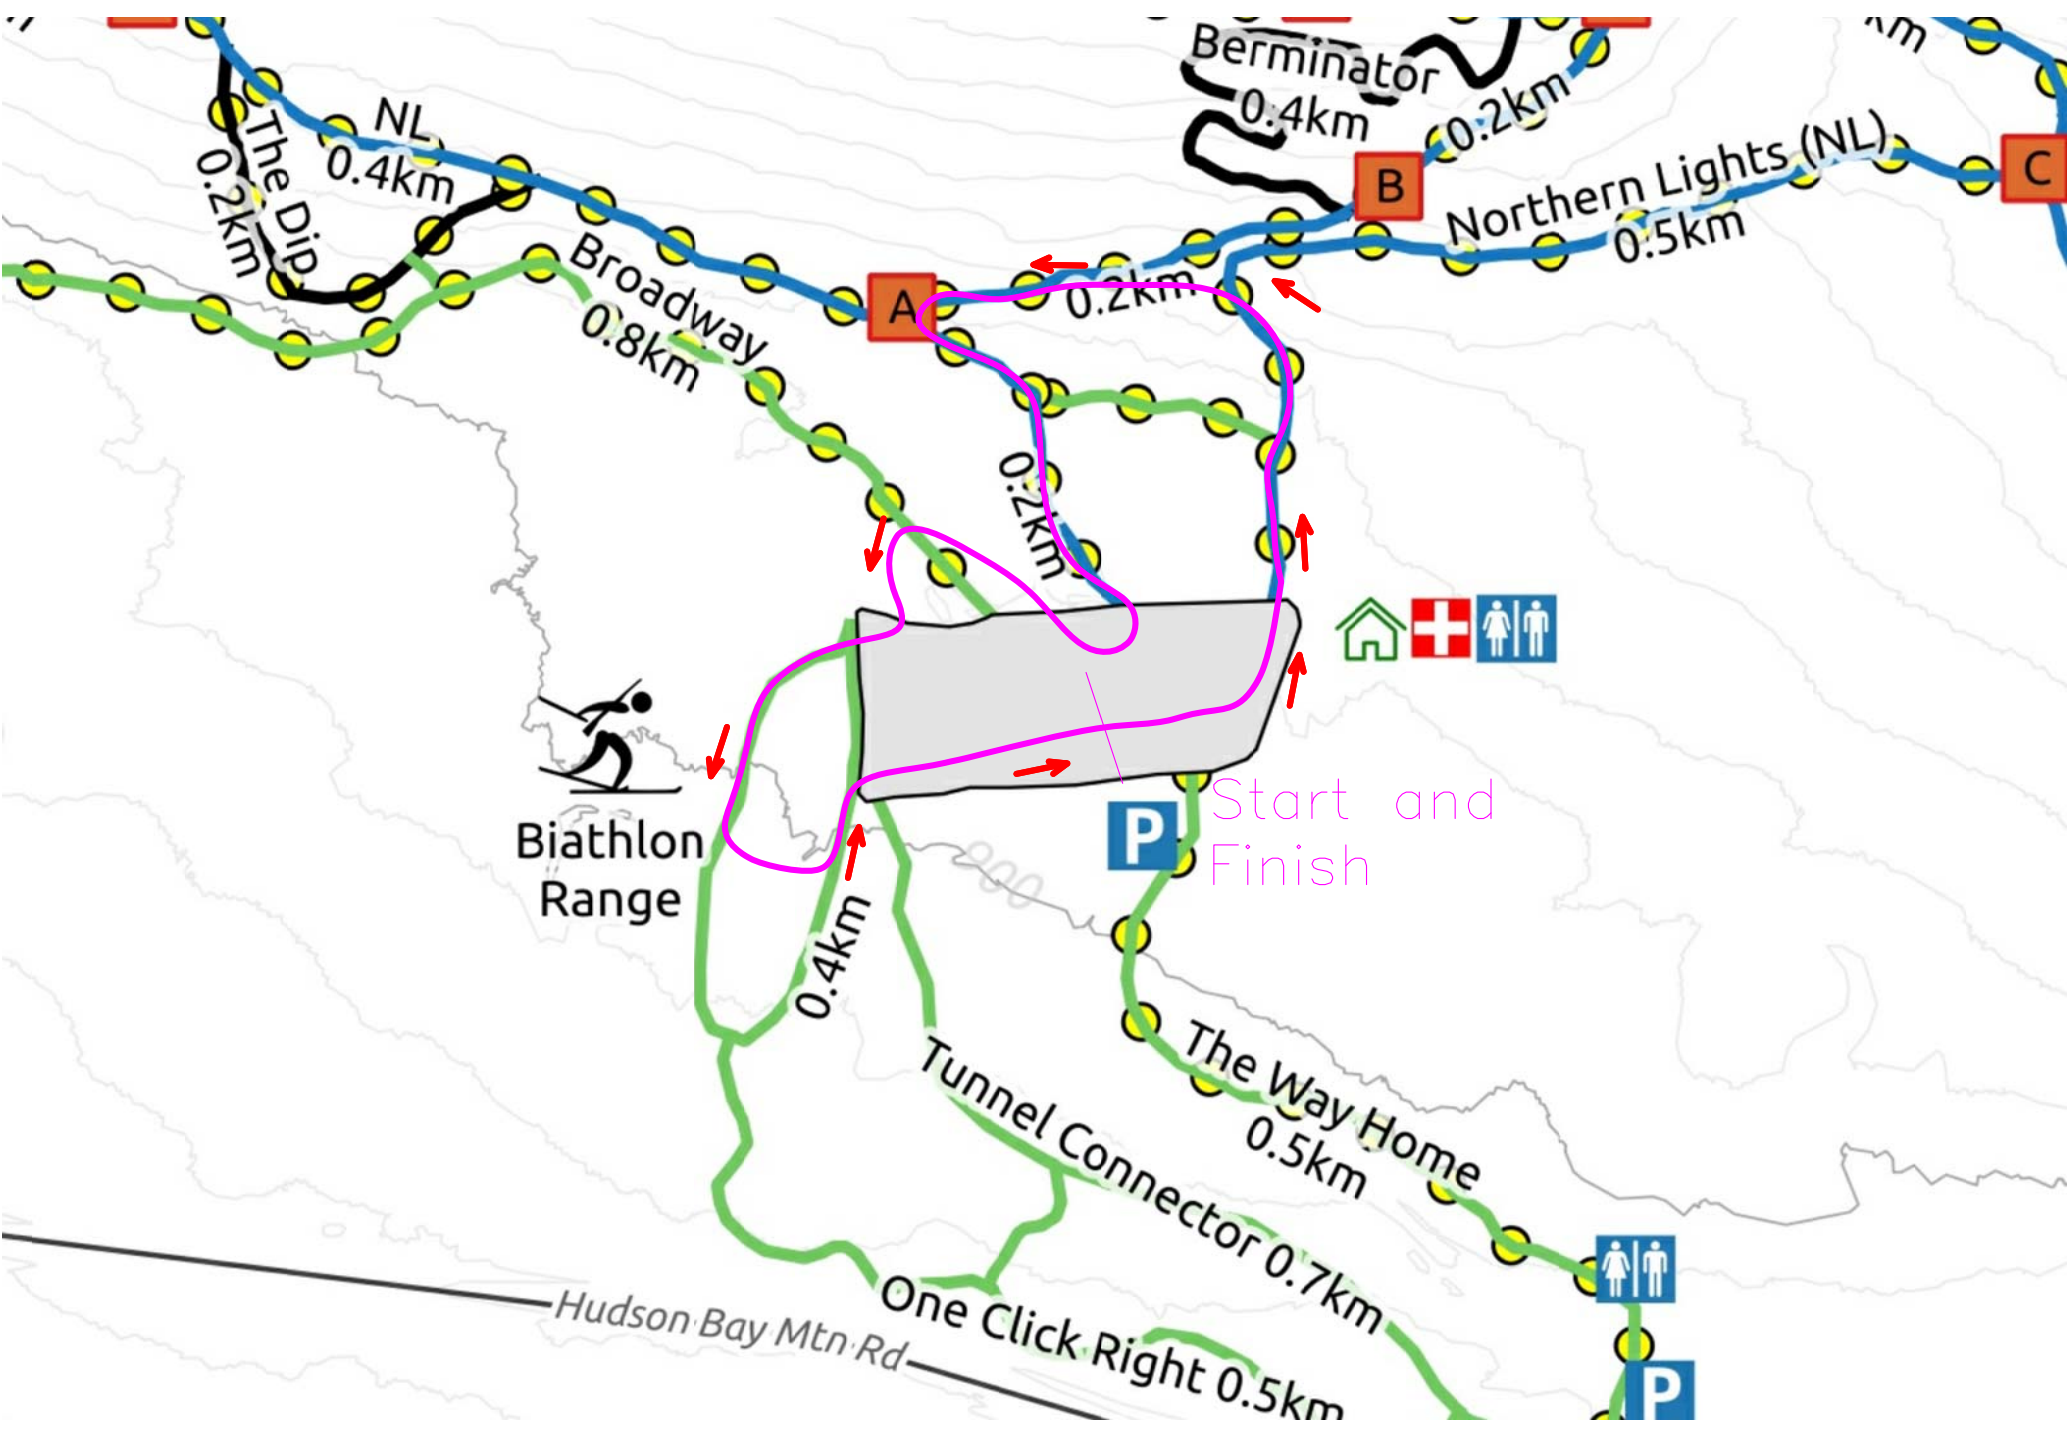 km
Berminator
0.4km
NL
0.4km
The Dip
0.2km
0.2km
B
Northern Lights (NL)
0.5km
C
Broadway
0.8km
A
0.2km
0.2km
Biathlon
Range
P
Start and
Finish
800
0.4km
The Way Home
0.5km
Tunnel Connector 0.7km
One Click Right 0.5km
Hudson Bay Mtn Rd
P